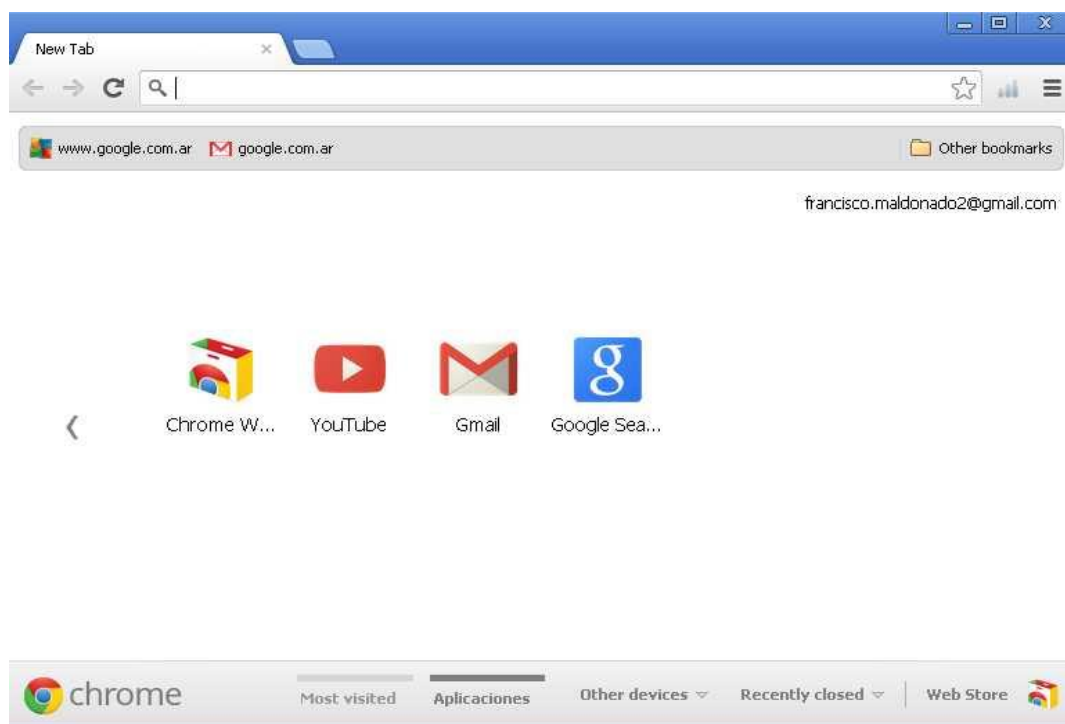 New Tab
www.google.com.ar google.com.ar Other bookmarks
francisco.maldonado2@gmail.com
Chrome W... YouTube Gmail Google Sea...
chrome Most visited Aplicaciones Other devices Recently closed Web Store